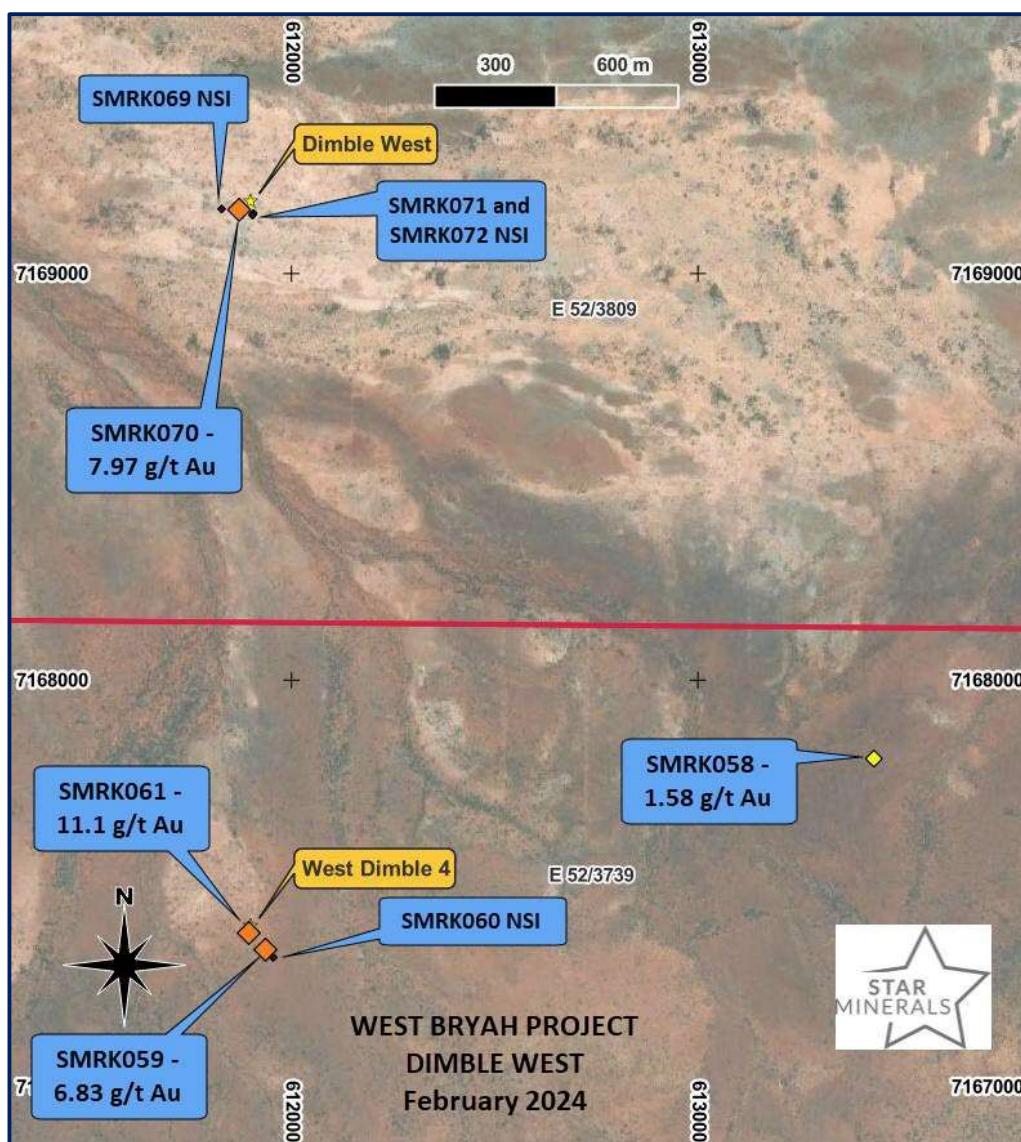 612000
613000
300
600 m
SMRK069 NSI
Dimble West
SMRK071 and
SMRK072 NSI
7169000
7169000
E 52/3809
SMRK070 -
7.97 g/t Au
7168000
7168000
SMRK058 -
1.58 g/t Au
SMRK061 -
11.1 g/t Au
West Dimble 4
E 52/3739
SMRK060 NSI
N
STAR
MINERALS
WEST BRYAH PROJECT
DIMBLE WEST
February 2024
SMRK059 -
6.83 g/t Au
7167000
612000
613000